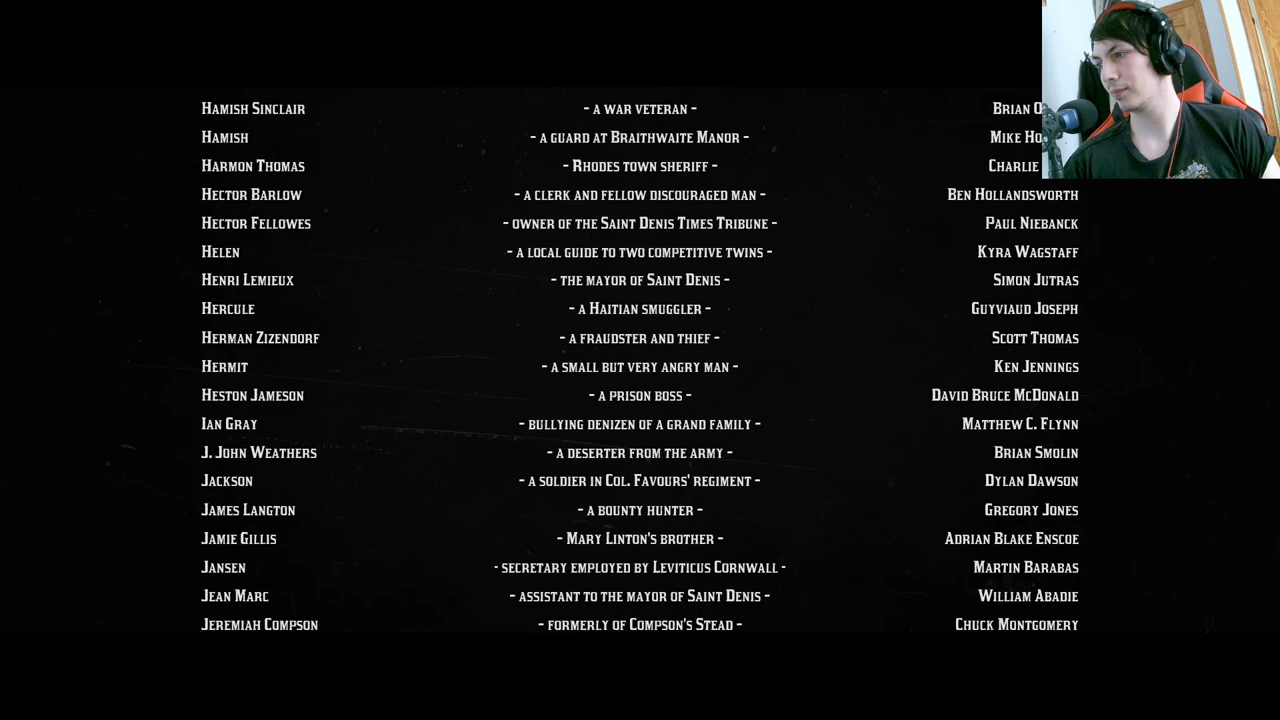 Hamish Sinclair - a war veteran - Brian O
Hamish - a guard at Braithwaite Manor - Mike Ho
Harmon Thomas - Rhodes town sheriff - Charlie
Hector Barlow - a clerk and fellow discouraged man - Ben Hollandsworth
Hector Fellowes - owner of the Saint Denis Times Tribune - Paul Niebanck
Helen - a local guide to two competitive twins - Kyra Wagstaff
Henri Lemieux - the mayor of Saint Denis - Simon Jutras
Hercule - a Haitian smuggler - Guyviaud Joseph
Herman Zizendorf - a fraudster and thief - Scott Thomas
Hermit - a small but very angry man - Ken Jennings
Heston Jameson - a prison boss - David Bruce McDonald
Ian Gray - bullying denizen of a grand family - Matthew C. Flynn
J. John Weathers - a deserter from the army - Brian Smolin
Jackson - a soldier in Col. Favours' regiment - Dylan Dawson
James Langton - a bounty hunter - Gregory Jones
Jamie Gillis - Mary Linton's brother - Adrian Blake Enscoe
Jansen - secretary employed by Leviticus Cornwall - Martin Barabas
Jean Marc - assistant to the mayor of Saint Denis - William Abadie
Jeremiah Compson - formerly of Compson's Stead - Chuck Montgomery